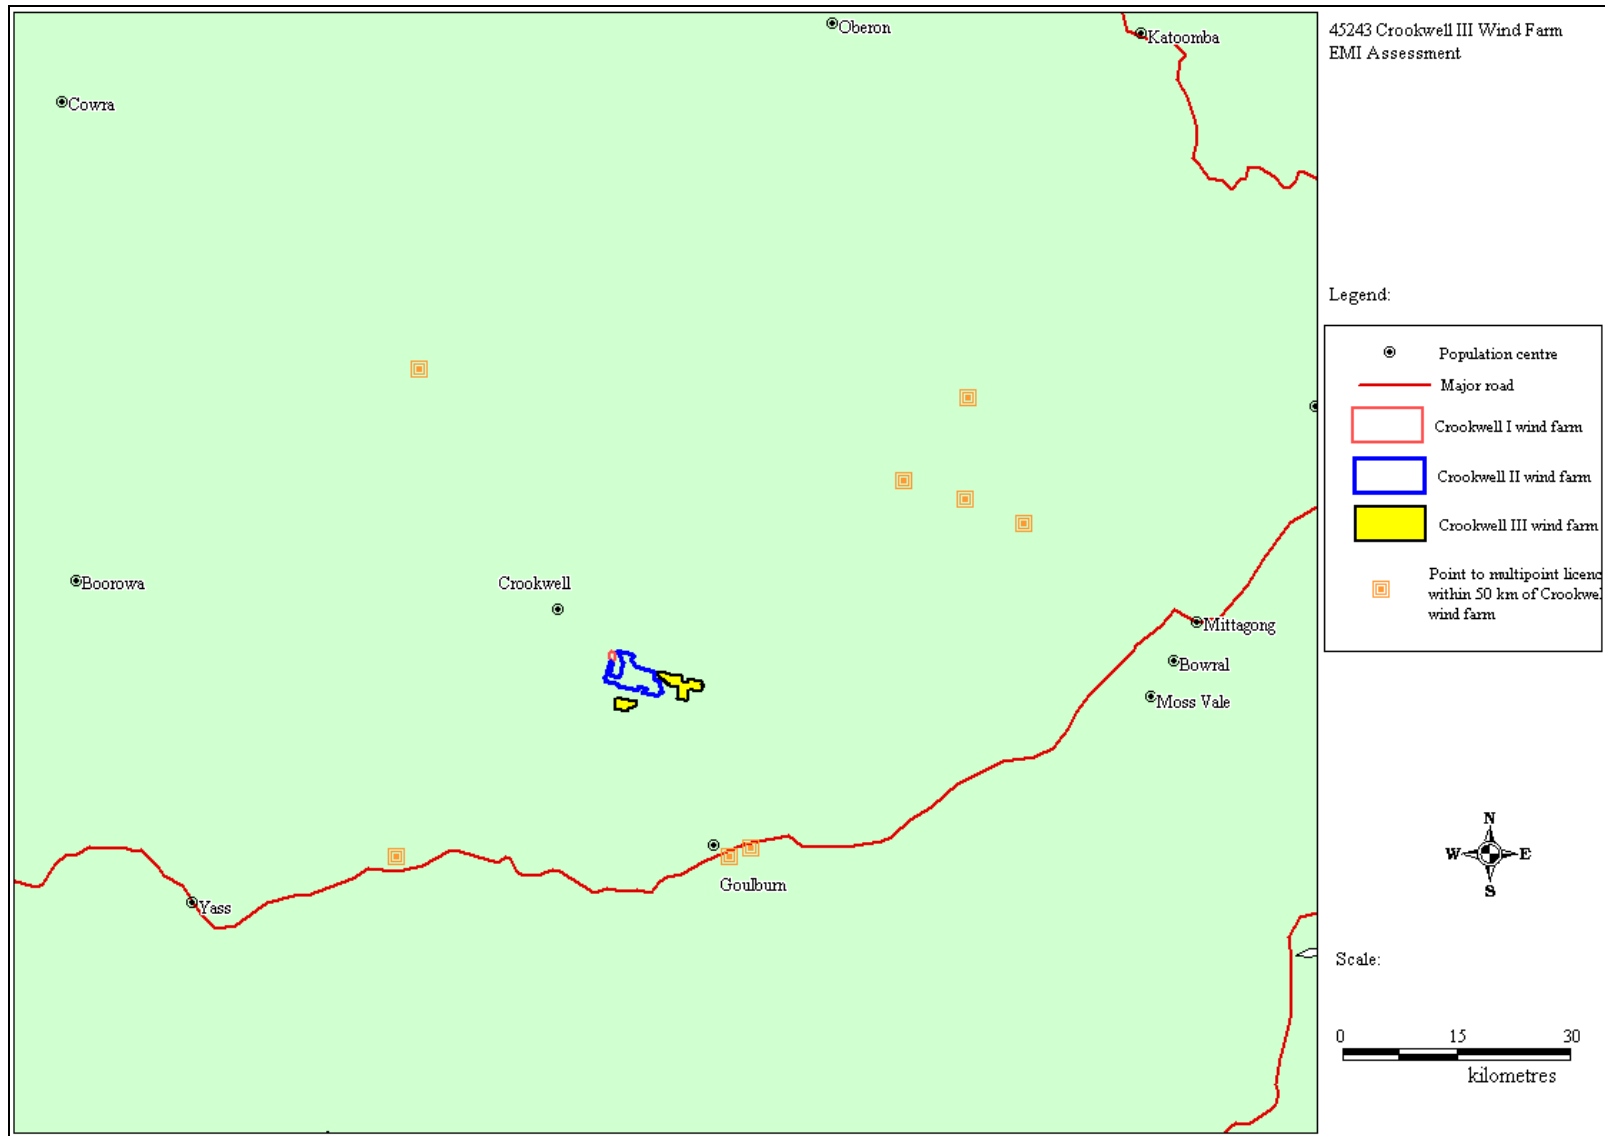 Oberon
Katoomba
Cowra
Boorowa
Crookwell
Mittagong
Bowral
Moss Vale
Goulburn
Yass
45243 Crookwell III Wind Farm
EMI Assessment
Legend:
Population centre
Major road
Crookwell I wind farm
Crookwell II wind farm
Crookwell III wind farm
Point to multipoint licenc
within 50 km of Crookwe
wind farm
N
W E
S
Scale:
0 15 30
kilometres